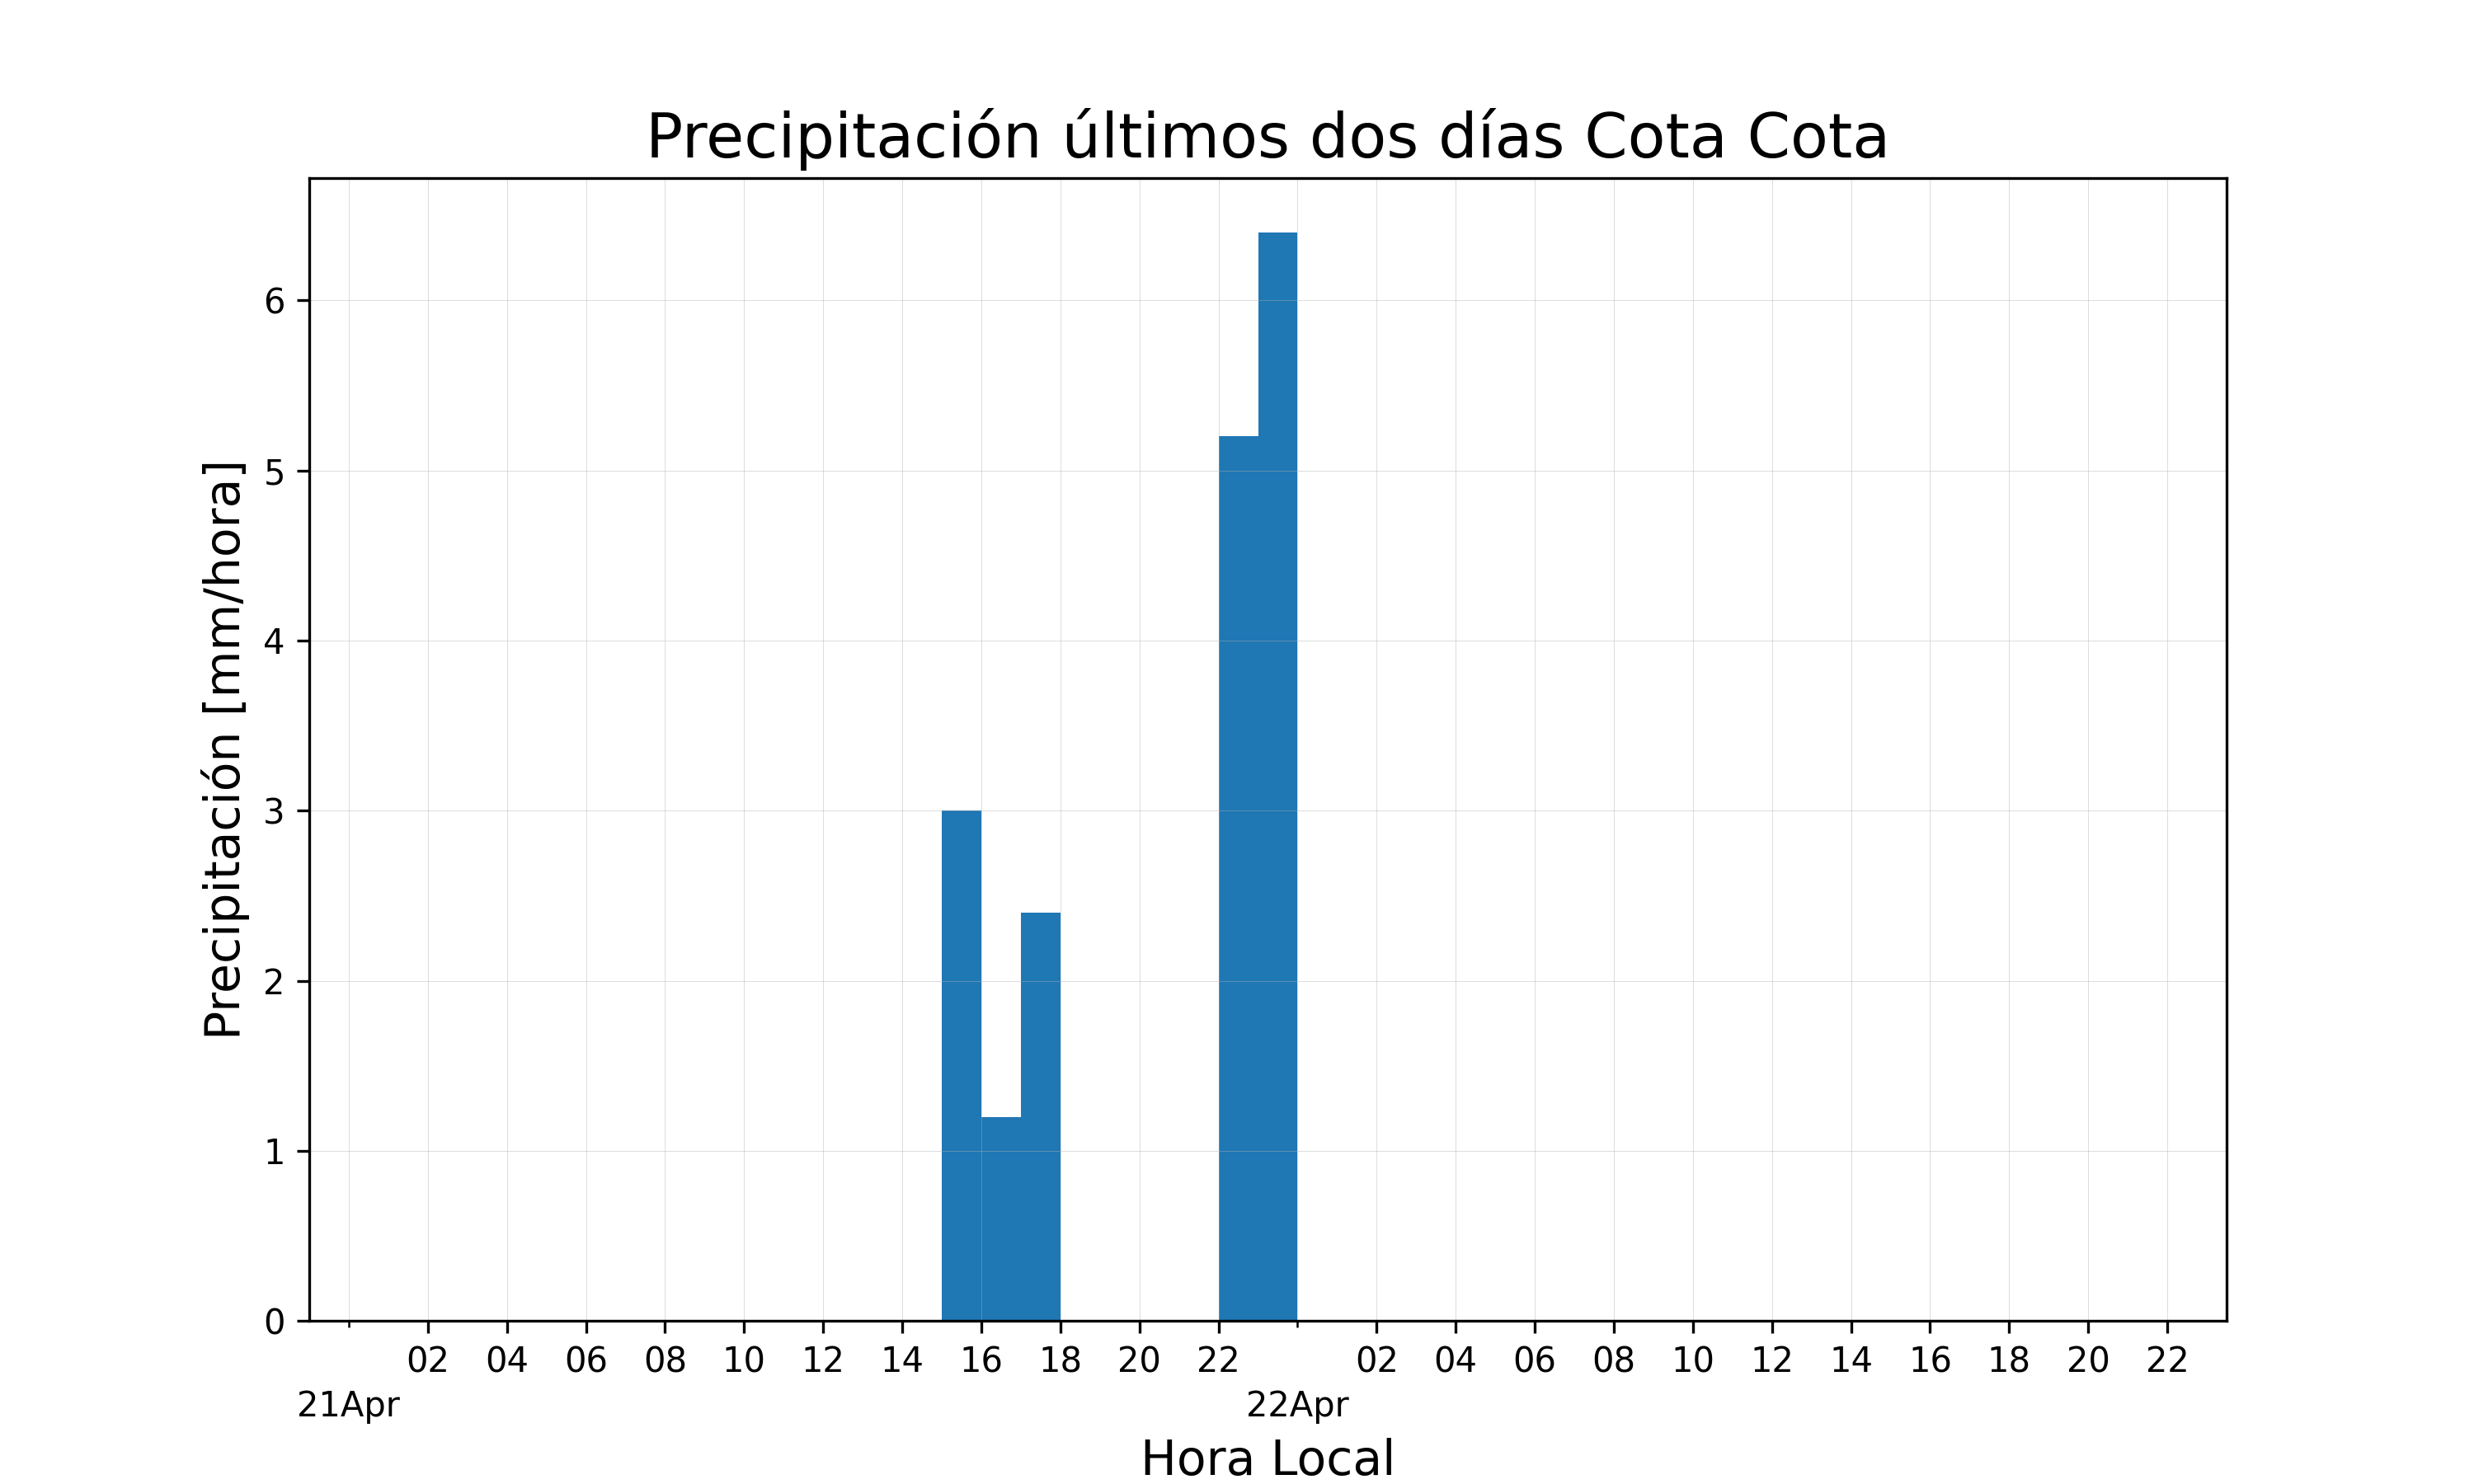 Precipitación últimos dos días Cota Cota
Precipitación [mm/hora]
6
5
4
3
2
1
0
02 04 06 08 10 12 14 16 18 20 22 02 04 06 08 10 12 14 16 18 20 22
21Apr 22Apr
Hora Local